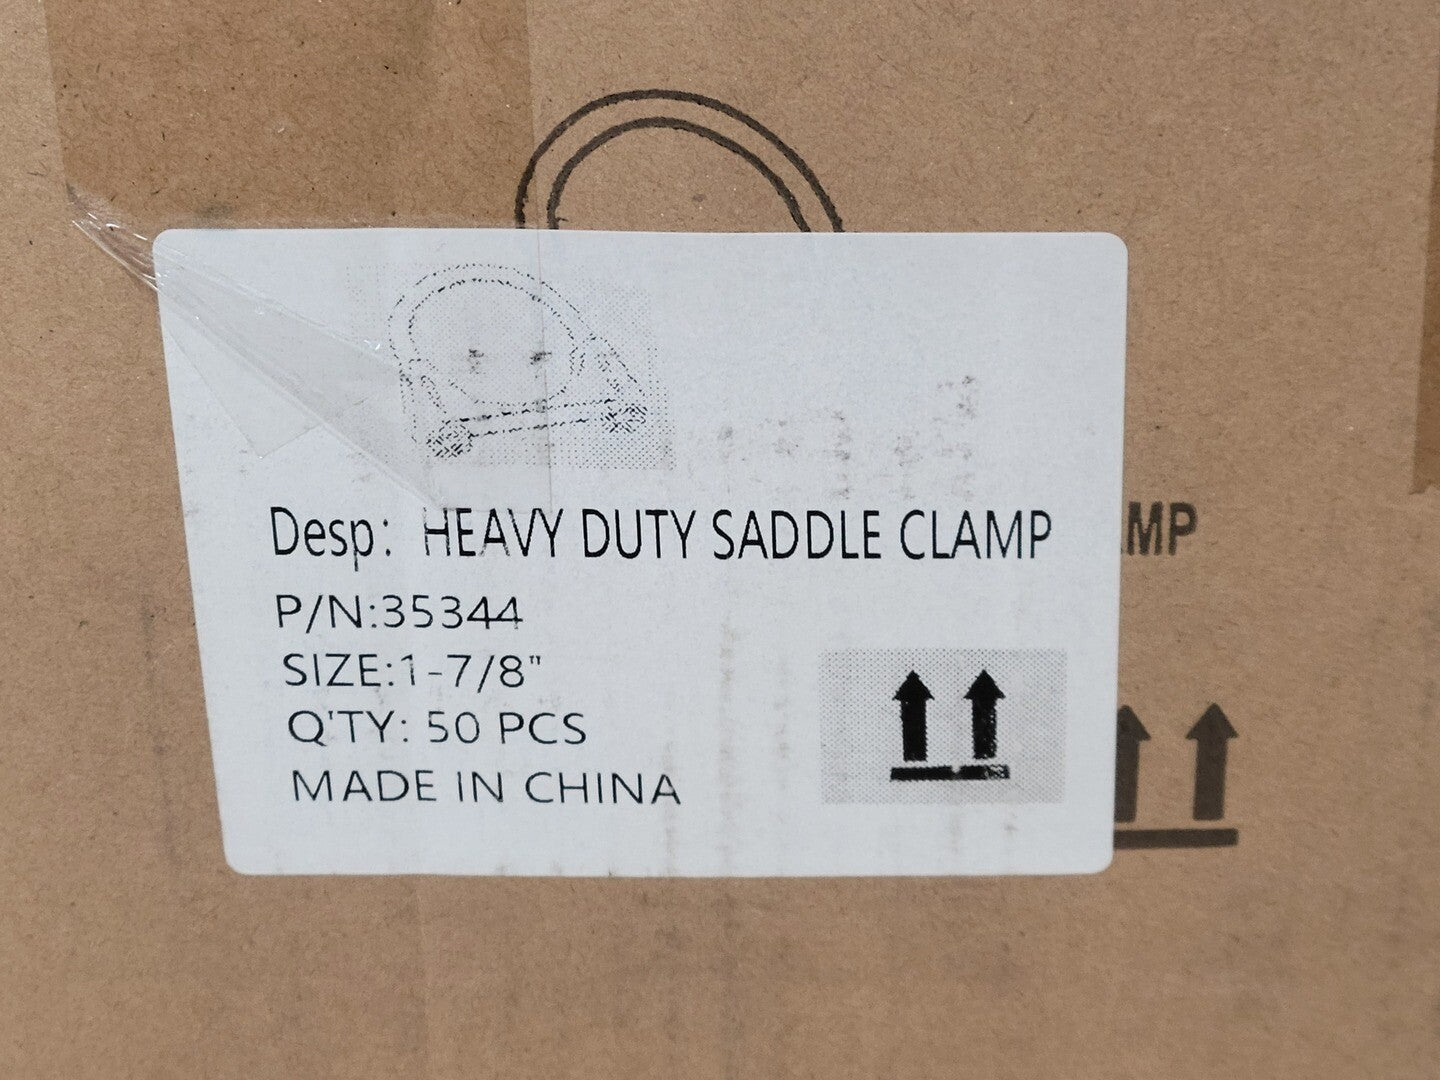 Desp: HEAVY DUTY SADDLE CLAMP
MP
P/N:35344
SIZE:1-7/8"
Q'TY: 50 PCS
MADE IN CHINA